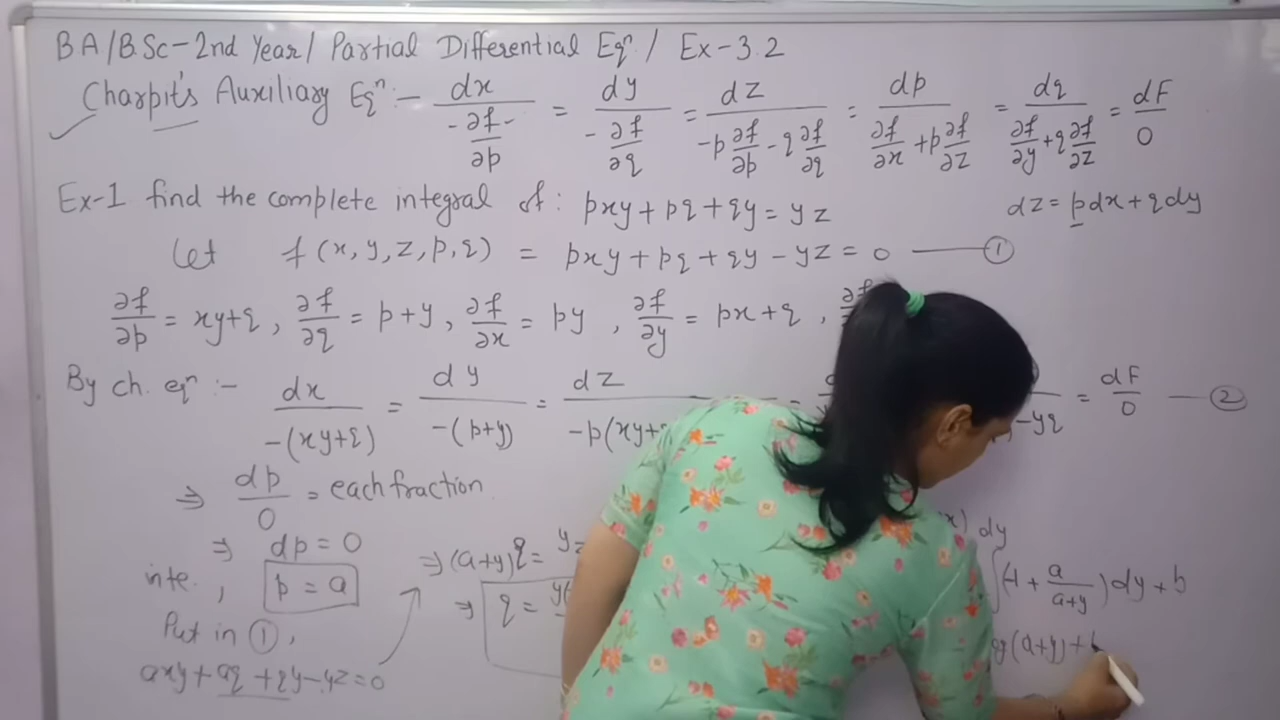 BA/B.Sc-2nd Year/ Partial Differential Eqⁿ / Ex-3.2
Charpit's Auxiliary Eqⁿ:- dx/(-∂f/∂p) = dy/(-∂f/∂q) = dz/(-p ∂f/∂p - q ∂f/∂q) = dp/(∂f/∂x + p ∂f/∂z) = dq/(∂f/∂y + q ∂f/∂z) = dF/0
Ex-1 find the complete integral of: pxy + pq + qy = yz
dz = pdx + qdy
Let f(x, y, z, p, q) = pxy + pq + qy - yz = 0 — ①
∂f/∂p = xy+q , ∂f/∂q = p+y , ∂f/∂x = py , ∂f/∂y = px+q , ∂f
By ch. eqⁿ :- dx/-(xy+q) = dy/-(p+y) = dz/-p(xy+ = -yq = dF/0 — ②
⇒ dp/0 = each fraction
⇒ dp = 0
inte. , p = a
Put in ①,
axy + aq + qy - yz = 0
⇒ (a+y)q = yz
⇒ q = y(
x) dy
∫(1 + a/(a+y)) dy + b
(a+y) +